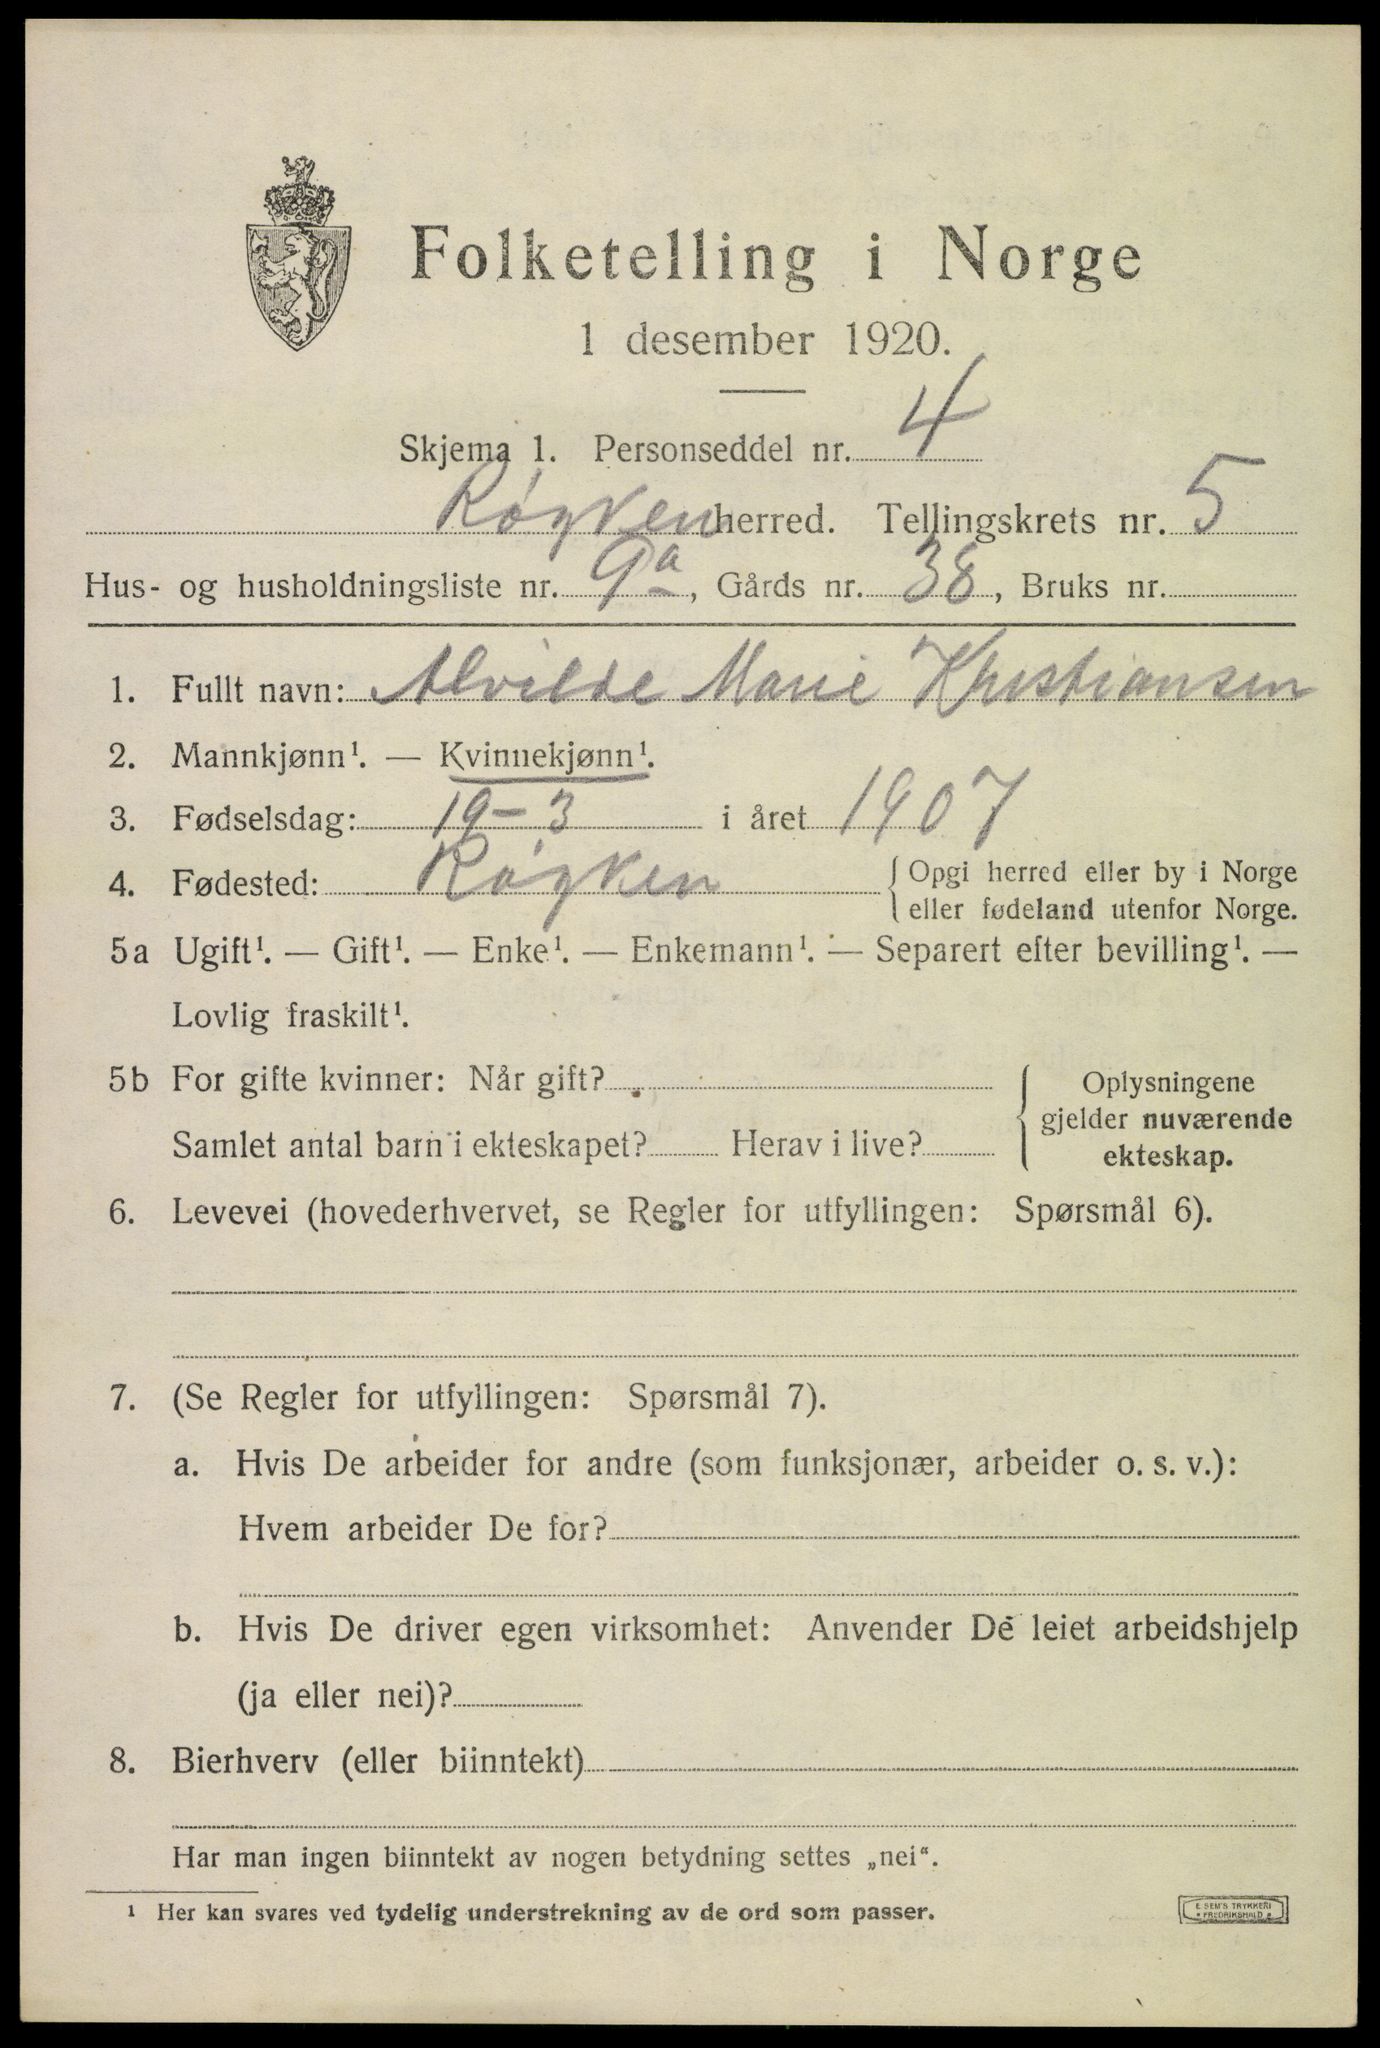 Folketelling i Norge
1 desember 1920.
Skjema 1. Personseddel nr. 4
Røyken herred. Tellingskrets nr. 5
Hus- og husholdningsliste nr. 9a, Gårds nr. 38, Bruks nr.
1. Fullt navn: Alvilde Marie Khristiansen
2. Mannkjønn¹. — Kvinnekjønn¹.
3. Fødselsdag: 19-3 i året 1907
4. Fødested: Røyken { Opgi herred eller by i Norge
eller fødeland utenfor Norge.
5a Ugift¹. — Gift¹. — Enke¹. — Enkemann¹. — Separert efter bevilling¹. —
Lovlig fraskilt¹.
5b For gifte kvinner: Når gift?
Samlet antal barn i ekteskapet? Herav i live?
Oplysningene
gjelder nuværende
ekteskap.
6. Levevei (hovederhvervet, se Regler for utfyllingen: Spørsmål 6).
7. (Se Regler for utfyllingen: Spørsmål 7).
a. Hvis De arbeider for andre (som funksjonær, arbeider o. s. v.):
Hvem arbeider De for?
b. Hvis De driver egen virksomhet: Anvender De leiet arbeidshjelp
(ja eller nei)?
8. Bierhverv (eller biinntekt)
Har man ingen biinntekt av nogen betydning settes „nei“.
¹ Her kan svares ved tydelig understrekning av de ord som passer.
E. SEM'S TRYKKERI
* FREDRIKSHALD *